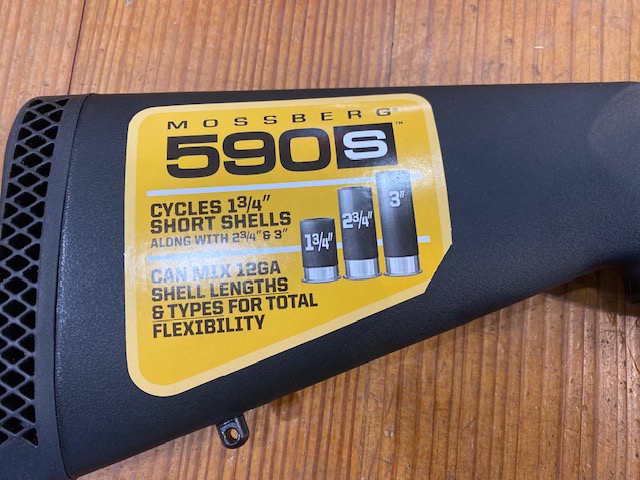 MOSSBERG®
590S™
CYCLES 1¾"
SHORT SHELLS
ALONG WITH 2¾" & 3"
1¾"
2¾"
3"
CAN MIX 12GA
SHELL LENGTHS
& TYPES FOR TOTAL
FLEXIBILITY